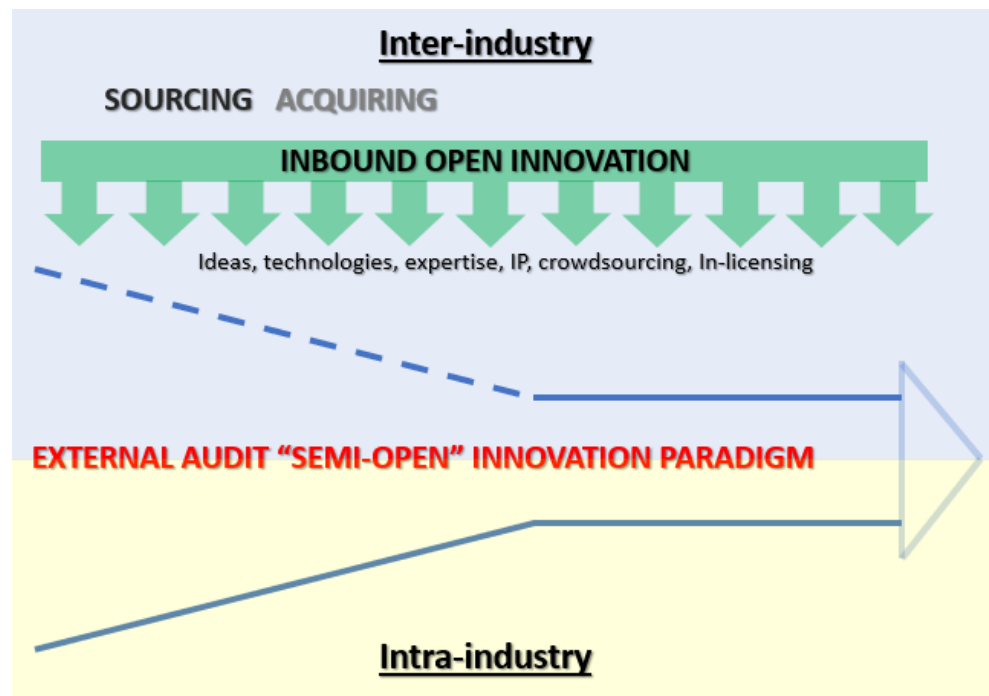 Inter-industry
SOURCING ACQUIRING
INBOUND OPEN INNOVATION
Ideas, technologies, expertise, IP, crowdsourcing, In-licensing
EXTERNAL AUDIT “SEMI-OPEN” INNOVATION PARADIGM
Intra-industry